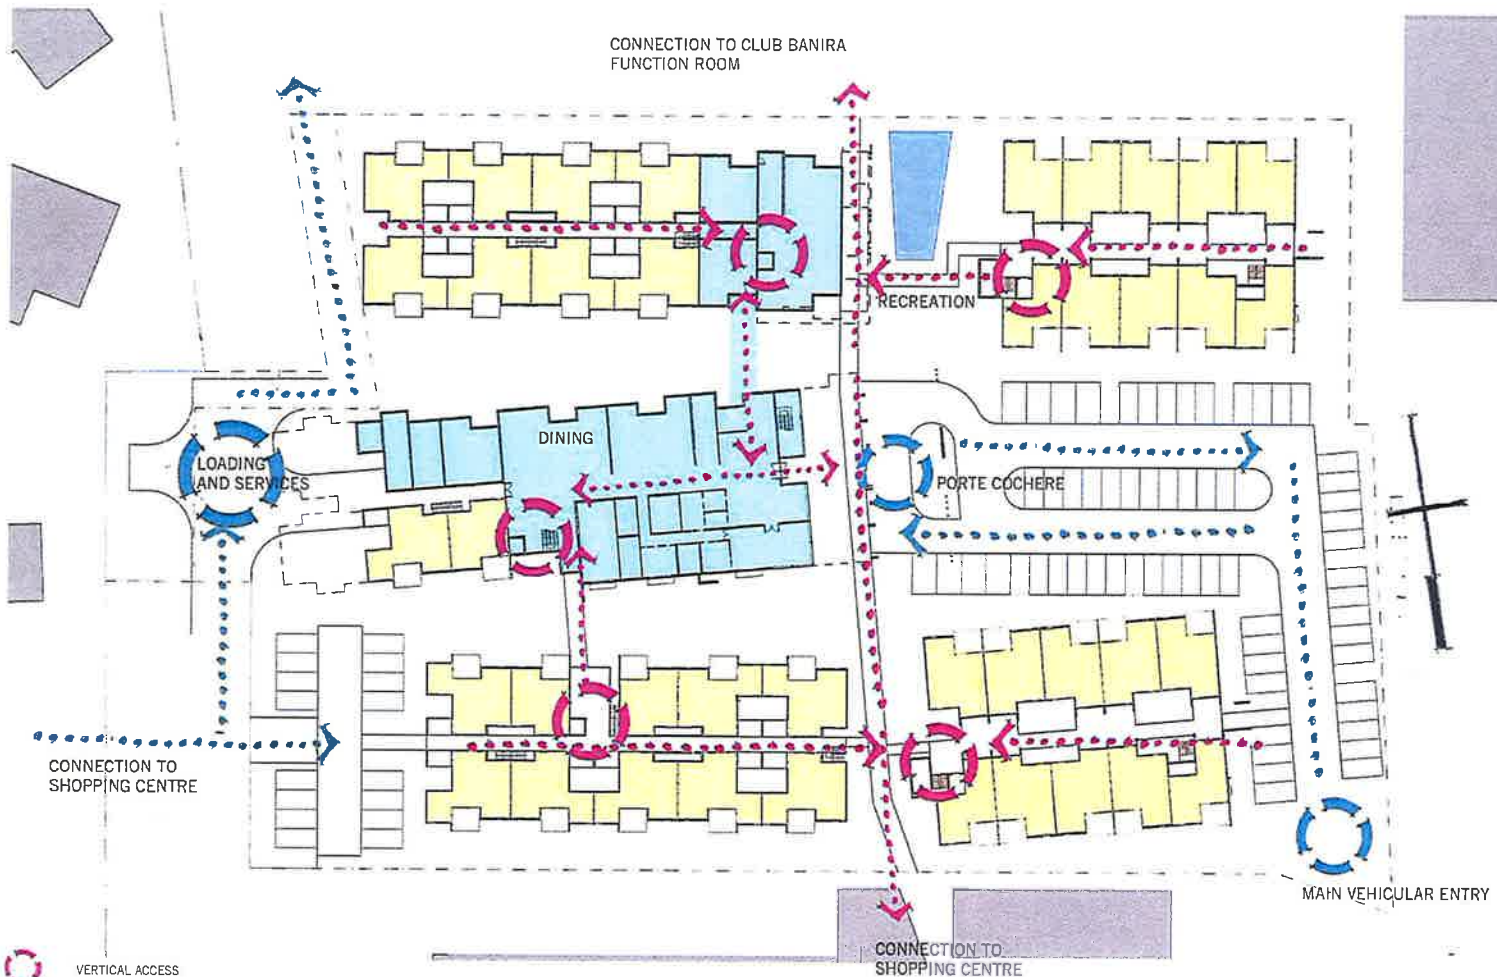 CONNECTION TO CLUB BANIRA
FUNCTION ROOM
RECREATION
DINING
LOADING
AND SERVICES
PORTE COCHERE
CONNECTION TO
SHOPPING CENTRE
MAIN VEHICULAR ENTRY
CONNECTION TO
SHOPPING CENTRE
VERTICAL ACCESS